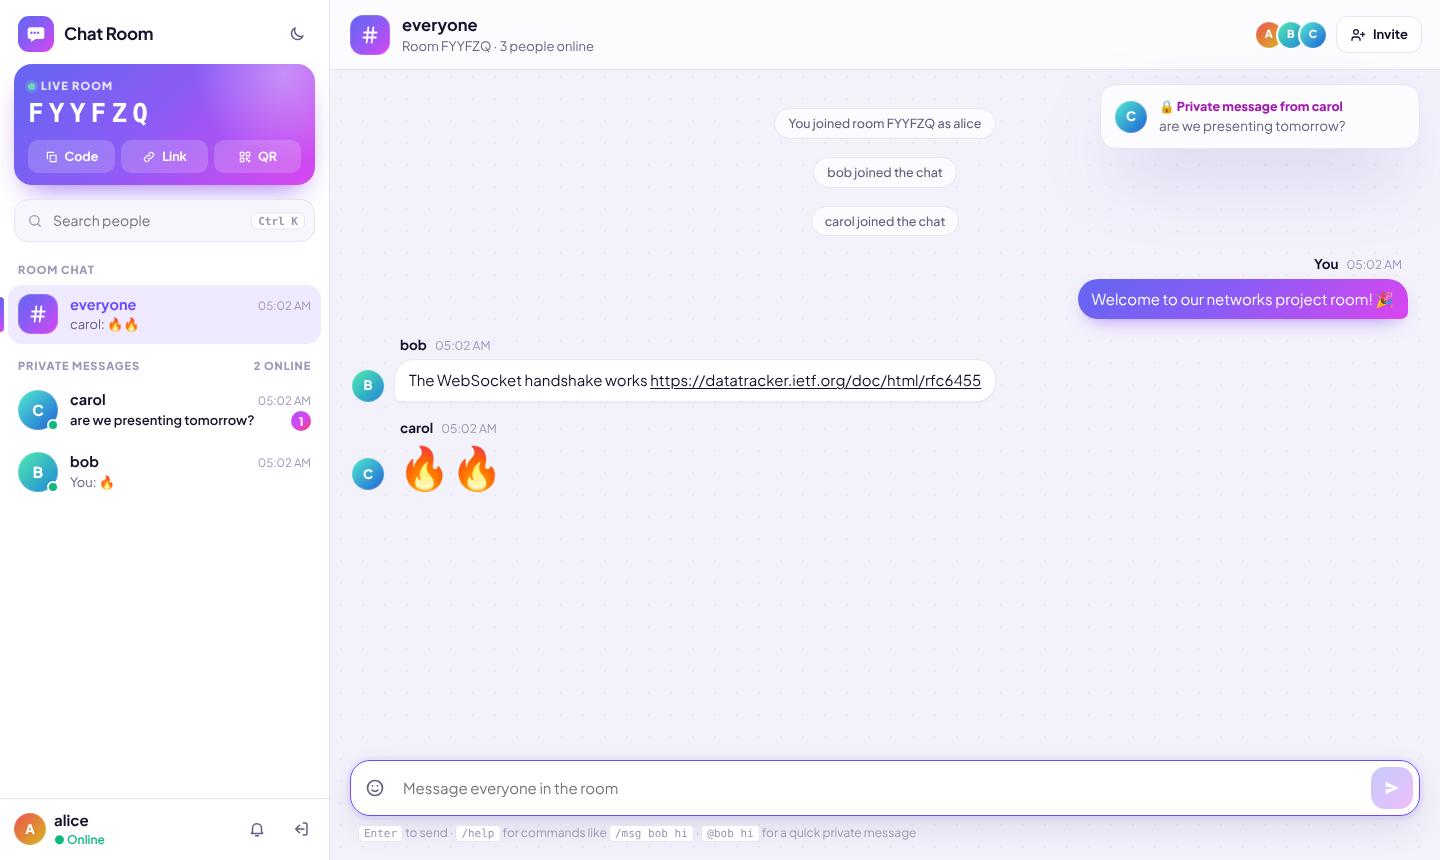 Chat Room
LIVE ROOM
FYYFZQ
Code
Link
QR
Search people
Ctrl K
ROOM CHAT
everyone
05:02 AM
carol: 🔥🔥
PRIVATE MESSAGES
2 ONLINE
C
carol
05:02 AM
are we presenting tomorrow?
1
B
bob
05:02 AM
You: 🔥
A
alice
Online
# everyone
Room FYYFZQ · 3 people online
A
B
C
Invite
C
🔒 Private message from carol
are we presenting tomorrow?
You joined room FYYFZQ as alice
bob joined the chat
carol joined the chat
You 05:02 AM
Welcome to our networks project room! 🎉
bob 05:02 AM
B
The WebSocket handshake works https://datatracker.ietf.org/doc/html/rfc6455
carol 05:02 AM
C
🔥🔥
Message everyone in the room
Enter to send · /help for commands like /msg bob hi · @bob hi for a quick private message